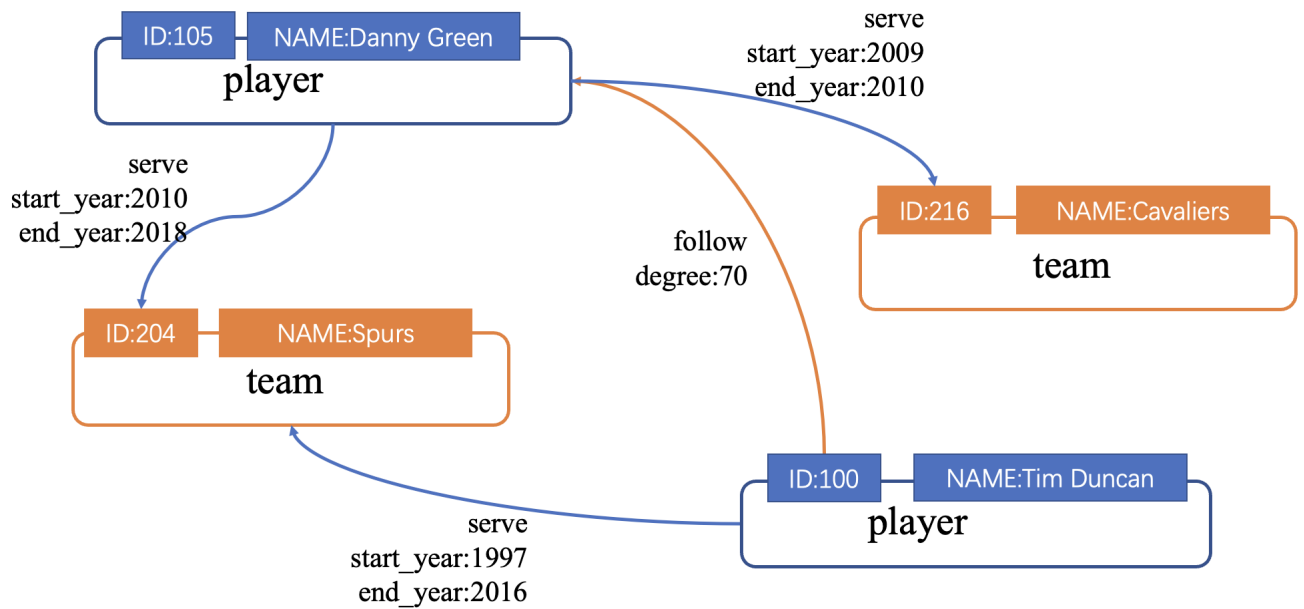 ID:105
NAME:Danny Green
player
serve
start_year:2009
end_year:2010
serve
start_year:2010
end_year:2018
ID:216
NAME:Cavaliers
team
follow
degree:70
ID:204
NAME:Spurs
team
ID:100
NAME:Tim Duncan
player
serve
start_year:1997
end_year:2016